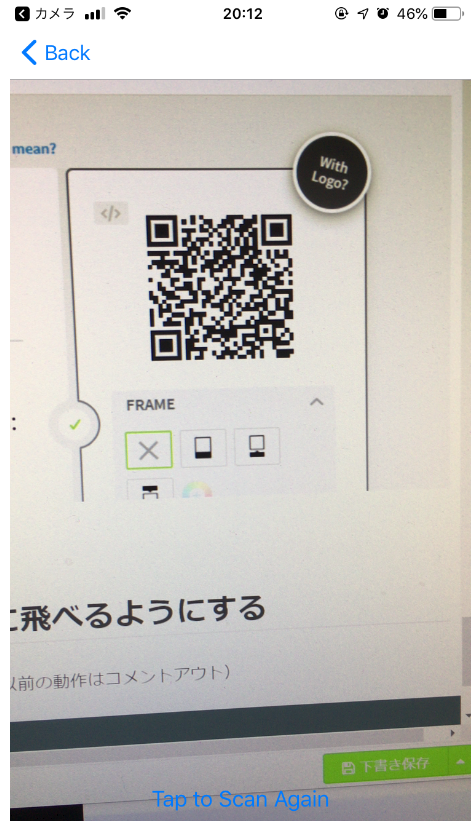 カメラ
20:12
46%
Back
mean?
With
Logo?
</>
FRAME
:
に飛べるようにする
以前の動作はコメントアウト）
下書き保存
Tap to Scan Again